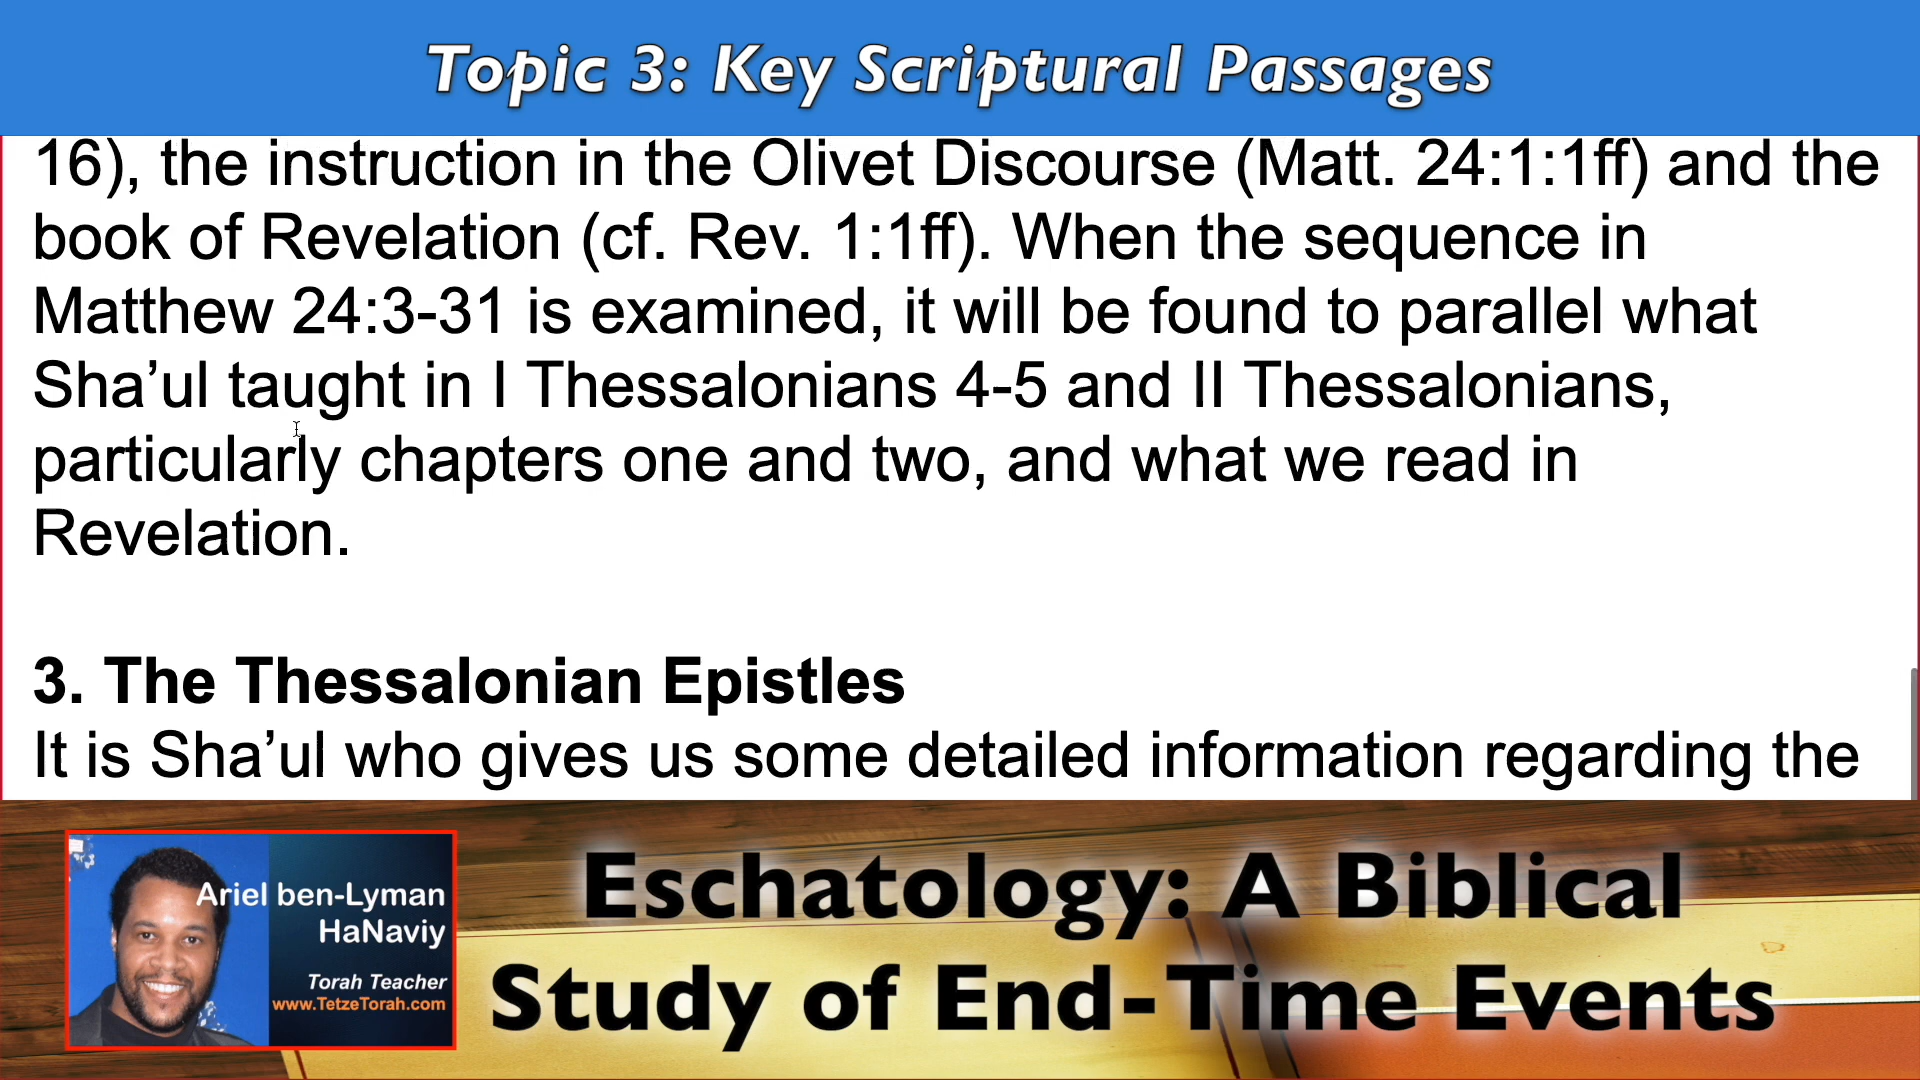 Topic 3: Key Scriptural Passages
16), the instruction in the Olivet Discourse (Matt. 24:1:1ff) and the
book of Revelation (cf. Rev. 1:1ff). When the sequence in
Matthew 24:3-31 is examined, it will be found to parallel what
Sha’ul taught in I Thessalonians 4-5 and II Thessalonians,
particularly chapters one and two, and what we read in
Revelation.
3. The Thessalonian Epistles
It is Sha’ul who gives us some detailed information regarding the
Ariel ben-Lyman
HaNaviy
Torah Teacher
www.TetzeTorah.com
Eschatology: A Biblical
Study of End-Time Events